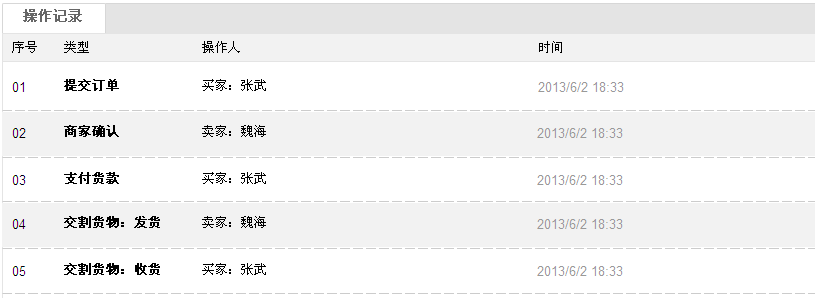 操作记录
序号 类型 操作人 时间
01 提交订单 买家：张武 2013/6/2 18:33
02 商家确认 卖家：魏海 2013/6/2 18:33
03 支付货款 买家：张武 2013/6/2 18:33
04 交割货物：发货 卖家：魏海 2013/6/2 18:33
05 交割货物：收货 买家：张武 2013/6/2 18:33